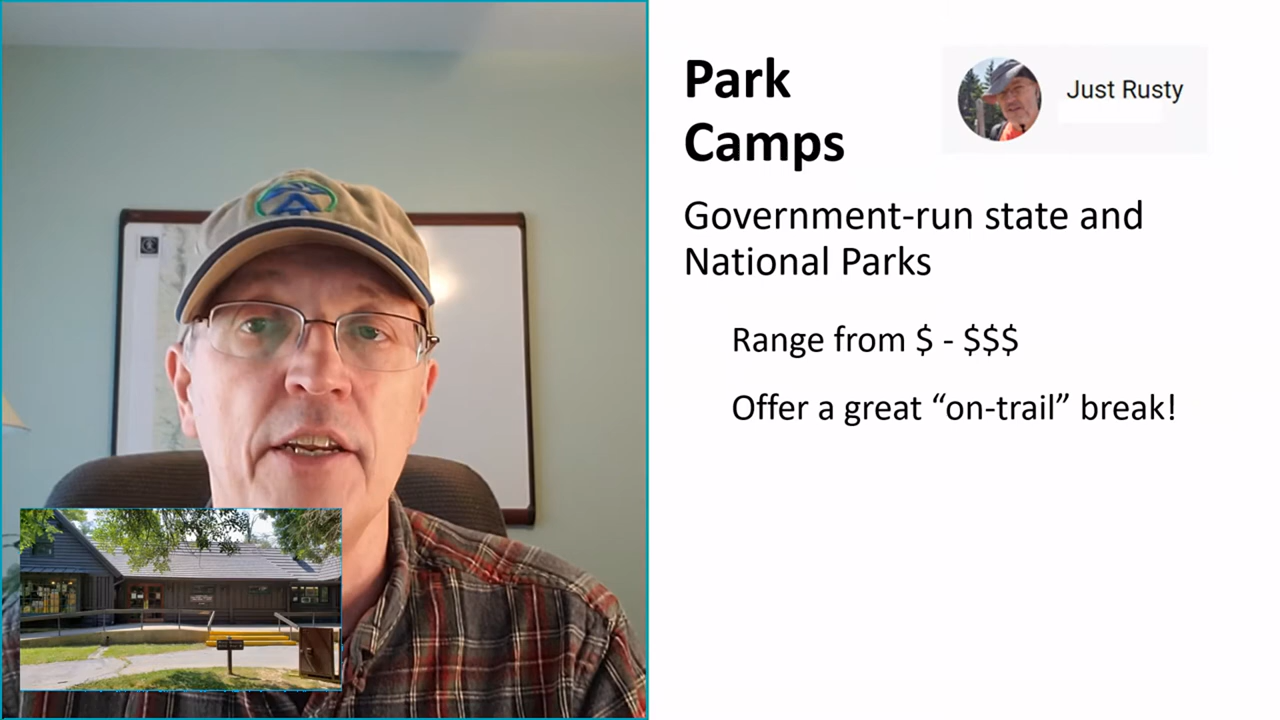 Park
Camps
Just Rusty
Government-run state and
National Parks
Range from $ - $$$
Offer a great “on-trail” break!